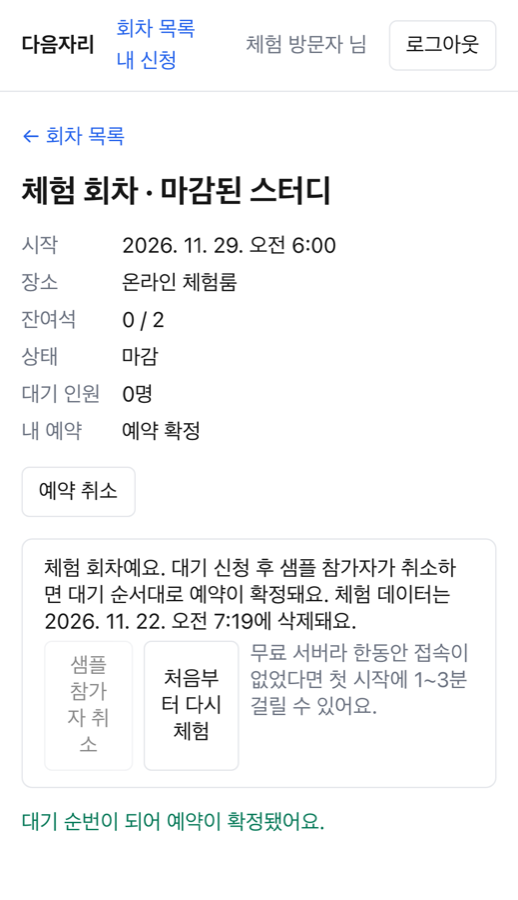 다음자리
회차 목록
내 신청
체험 방문자 님
로그아웃
← 회차 목록
체험 회차 · 마감된 스터디
시작 2026. 11. 29. 오전 6:00
장소 온라인 체험룸
잔여석 0 / 2
상태 마감
대기 인원 0명
내 예약 예약 확정
예약 취소
체험 회차예요. 대기 신청 후 샘플 참가자가 취소하
면 대기 순서대로 예약이 확정돼요. 체험 데이터는
2026. 11. 22. 오전 7:19에 삭제돼요.
샘플
참가
자 취
소
처음부
터 다시
체험
무료 서버라 한동안 접속이
없었다면 첫 시작에 1~3분
걸릴 수 있어요.
대기 순번이 되어 예약이 확정됐어요.